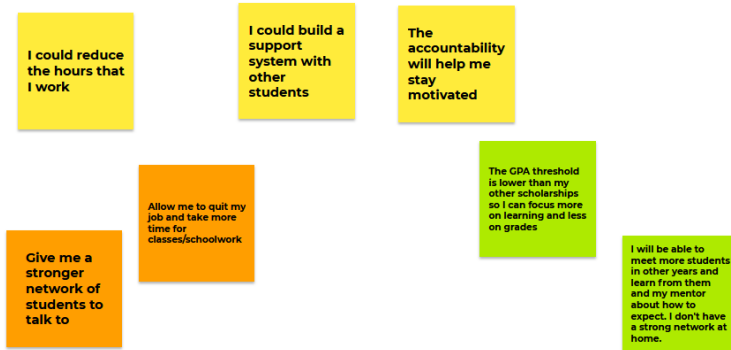 I could reduce
the hours that
I work
I could build a
support
system with
other
students
The
accountability
will help me
stay
motivated
Allow me to quit my
job and take more
time for
classes/schoolwork
The GPA threshold
is lower than my
other scholarships
so I can focus more
on learning and less
on grades
Give me a
stronger
network of
students to
talk to
I will be able to
meet more students
in other years and
learn from them
and my mentor
about how to
expect. I don't have
a strong network at
home.